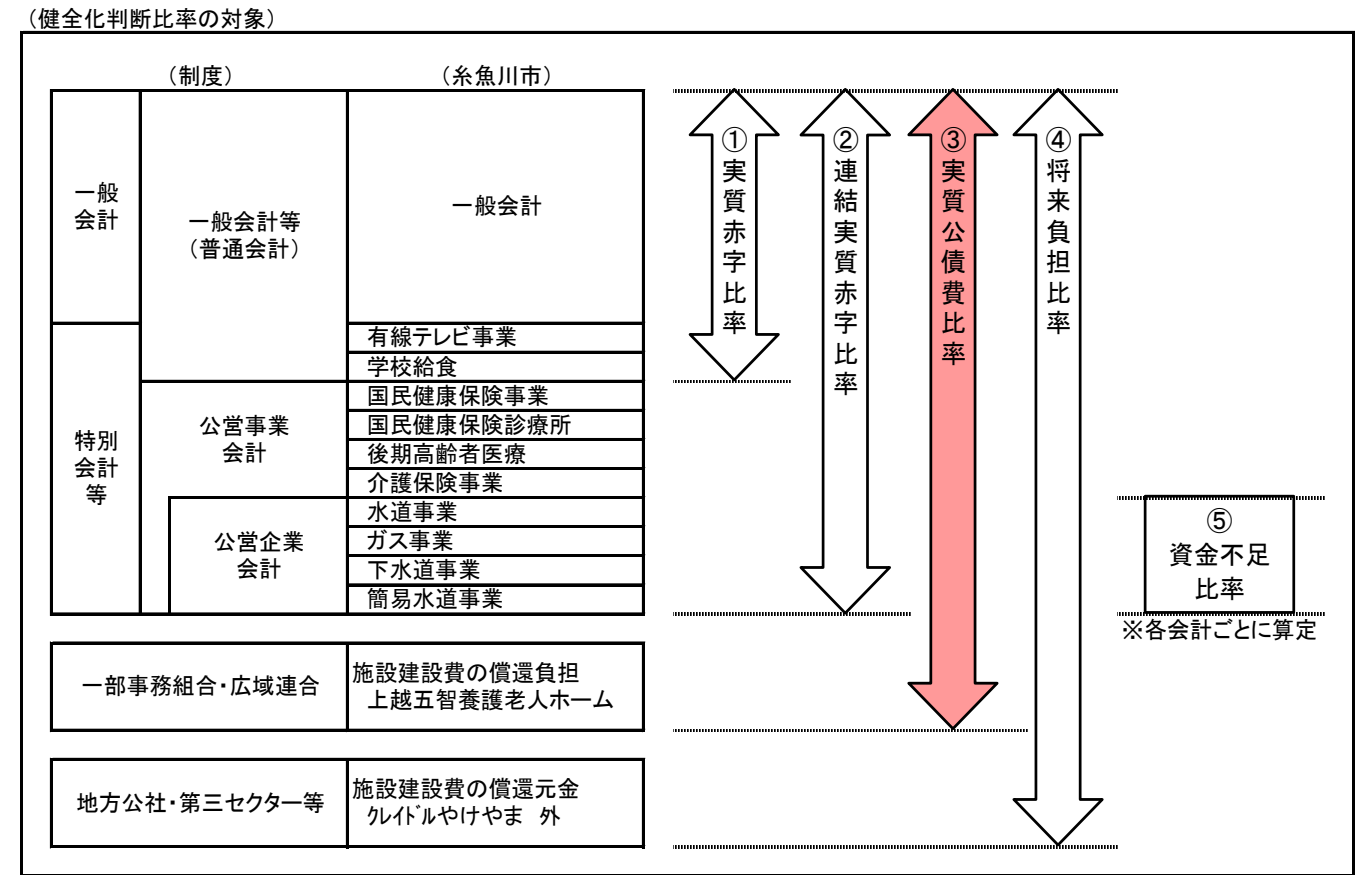 （健全化判断比率の対象）
（制度）
（糸魚川市）
一般
会計
一般会計等
（普通会計）
一般会計
有線テレビ事業
学校給食
特別
会計
等
公営事業
会計
国民健康保険事業
国民健康保険診療所
後期高齢者医療
介護保険事業
公営企業
会計
水道事業
ガス事業
下水道事業
簡易水道事業
一部事務組合・広域連合
施設建設費の償還負担
上越五智養護老人ホーム
地方公社・第三セクター等
施設建設費の償還元金
ｸﾚｲﾄﾞﾙやけやま 外
①実質赤字比率
②連結実質赤字比率
③実質公債費比率
④将来負担比率
⑤
資金不足
比率
※各会計ごとに算定